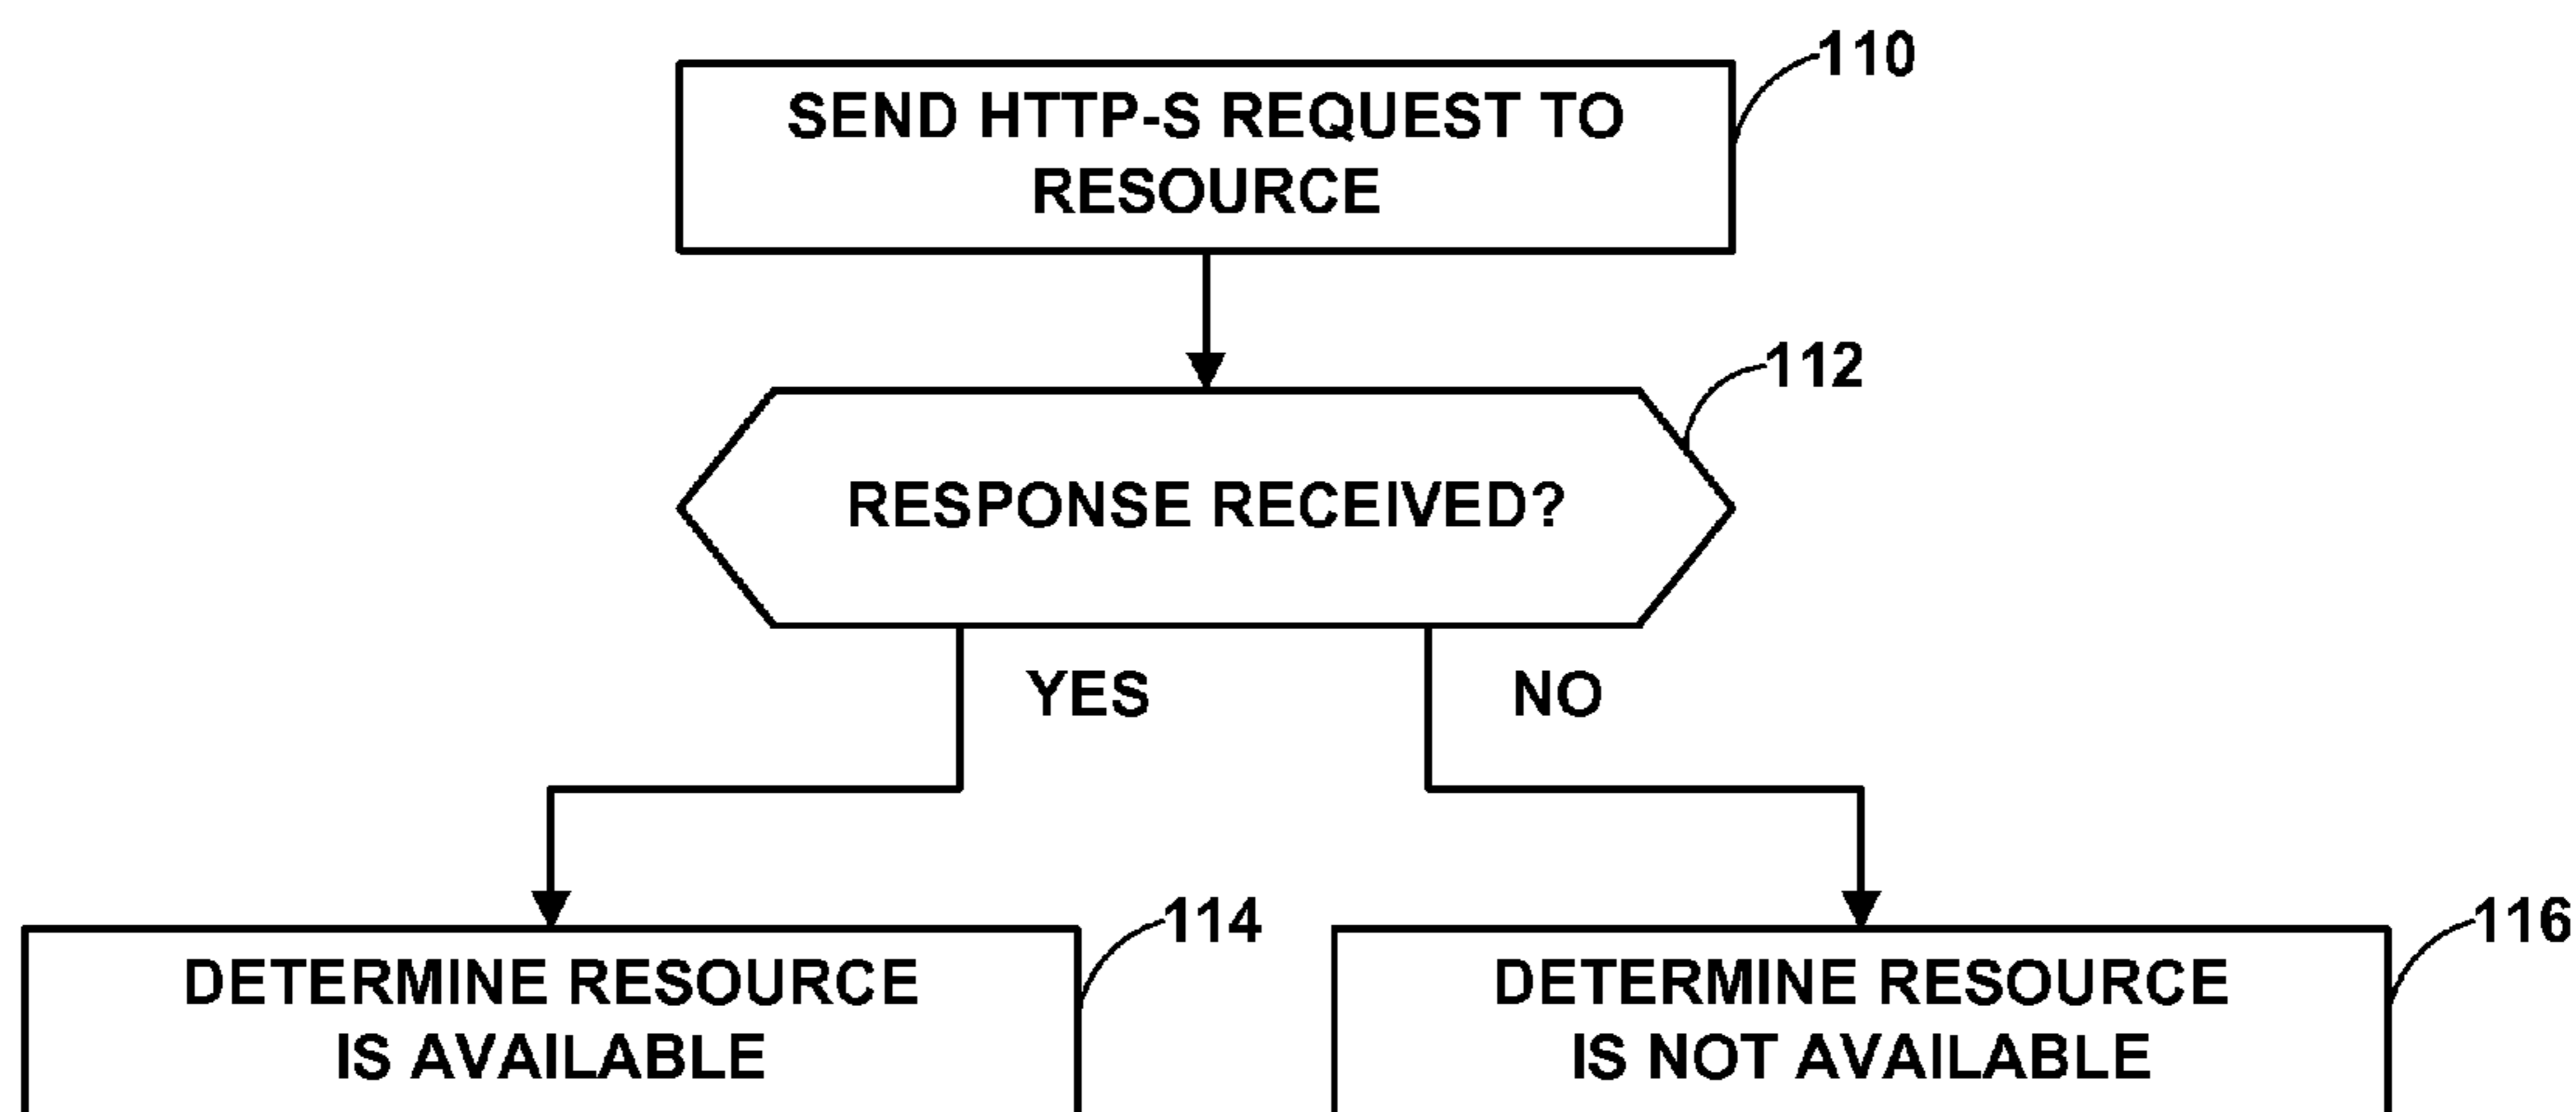 110
SEND HTTP-S REQUEST TO
RESOURCE
112
RESPONSE RECEIVED?
YES
NO
114
116
DETERMINE RESOURCE
IS AVAILABLE
DETERMINE RESOURCE
IS NOT AVAILABLE